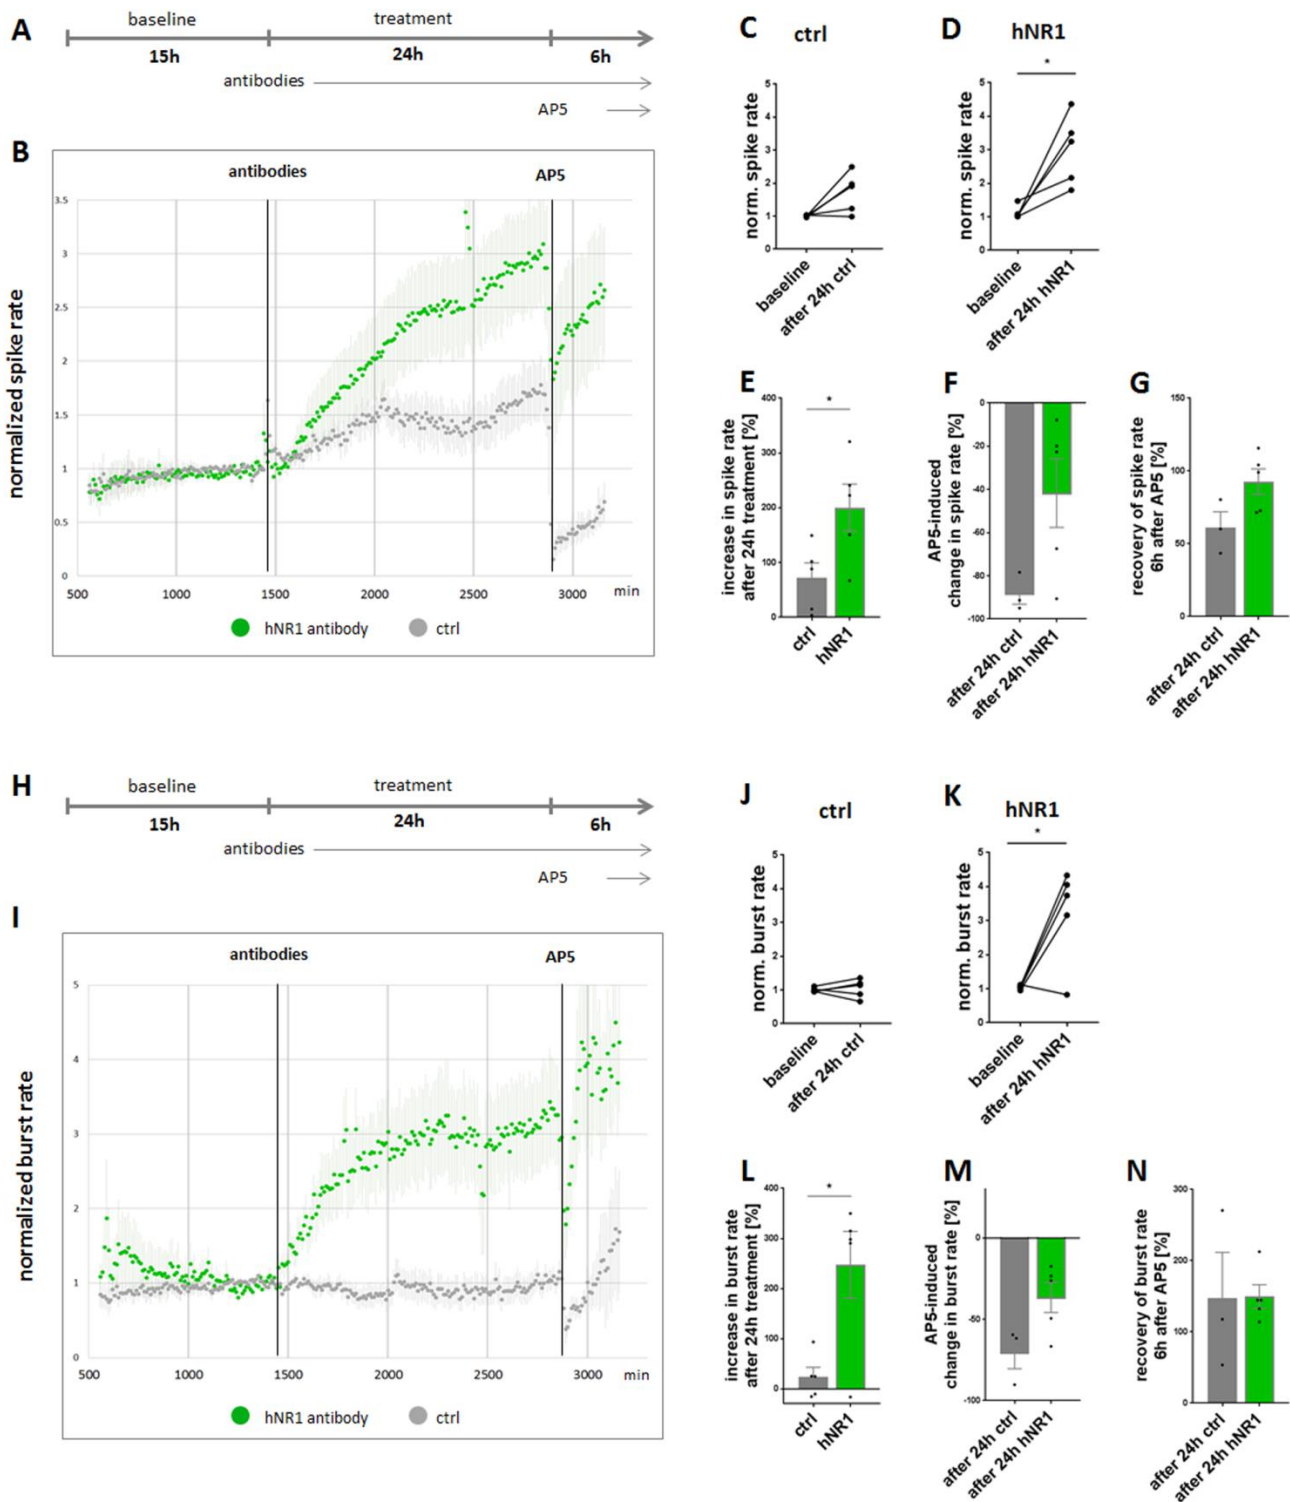 A
baseline
treatment
15h
24h
6h
antibodies
AP5
B
antibodies
AP5
normalized spike rate
3.5
3
2.5
2
1.5
1
0.5
0
500
1000
1500
2000
2500
3000
min
hNR1 antibody
ctrl
C
ctrl
norm. spike rate
5
4
3
2
1
0
baseline
after 24h ctrl
D
hNR1
*
norm. spike rate
5
4
3
2
1
0
baseline
after 24h hNR1
E
*
increase in spike rate
after 24h treatment [%]
400
300
200
100
0
ctrl
hNR1
F
AP5-induced
change in spike rate [%]
0
-20
-40
-60
-80
-100
after 24h ctrl
after 24h hNR1
G
recovery of spike rate
6h after AP5 [%]
150
100
50
0
after 24h ctrl
after 24h hNR1
H
baseline
treatment
15h
24h
6h
antibodies
AP5
I
antibodies
AP5
normalized burst rate
5
4
3
2
1
0
500
1000
1500
2000
2500
3000
min
hNR1 antibody
ctrl
J
ctrl
norm. burst rate
5
4
3
2
1
0
baseline
after 24h ctrl
K
hNR1
*
norm. burst rate
5
4
3
2
1
0
baseline
after 24h hNR1
L
*
increase in burst rate
after 24h treatment [%]
400
300
200
100
0
ctrl
hNR1
M
AP5-induced
change in burst rate [%]
0
-50
-100
after 24h ctrl
after 24h hNR1
N
recovery of burst rate
6h after AP5 [%]
300
200
100
0
after 24h ctrl
after 24h hNR1